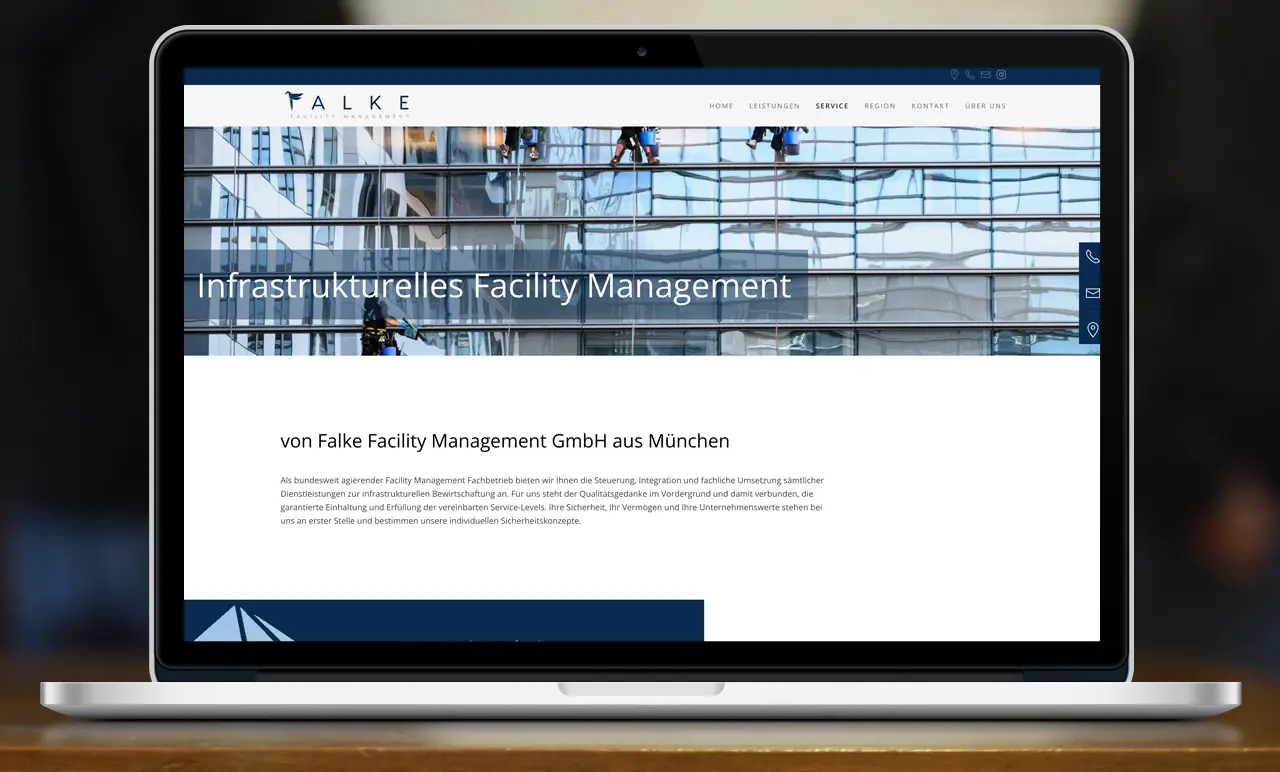 FALKE
FACILITY MANAGEMENT
HOME LEISTUNGEN SERVICE REGION KONTAKT ÜBER UNS
Infrastrukturelles Facility Management
von Falke Facility Management GmbH aus München
Als bundesweit agierender Facility Management Fachbetrieb bieten wir Ihnen die Steuerung, Integration und fachliche Umsetzung sämtlicher
Dienstleistungen zur infrastrukturellen Bewirtschaftung an. Für uns steht der Qualitätsgedanke im Vordergrund und damit verbunden, die
garantierte Einhaltung und Erfüllung der vereinbarten Service-Levels. Ihre Sicherheit, Ihr Vermögen und Ihre Unternehmenswerte stehen bei
uns an erster Stelle und bestimmen unsere individuellen Sicherheitskonzepte.